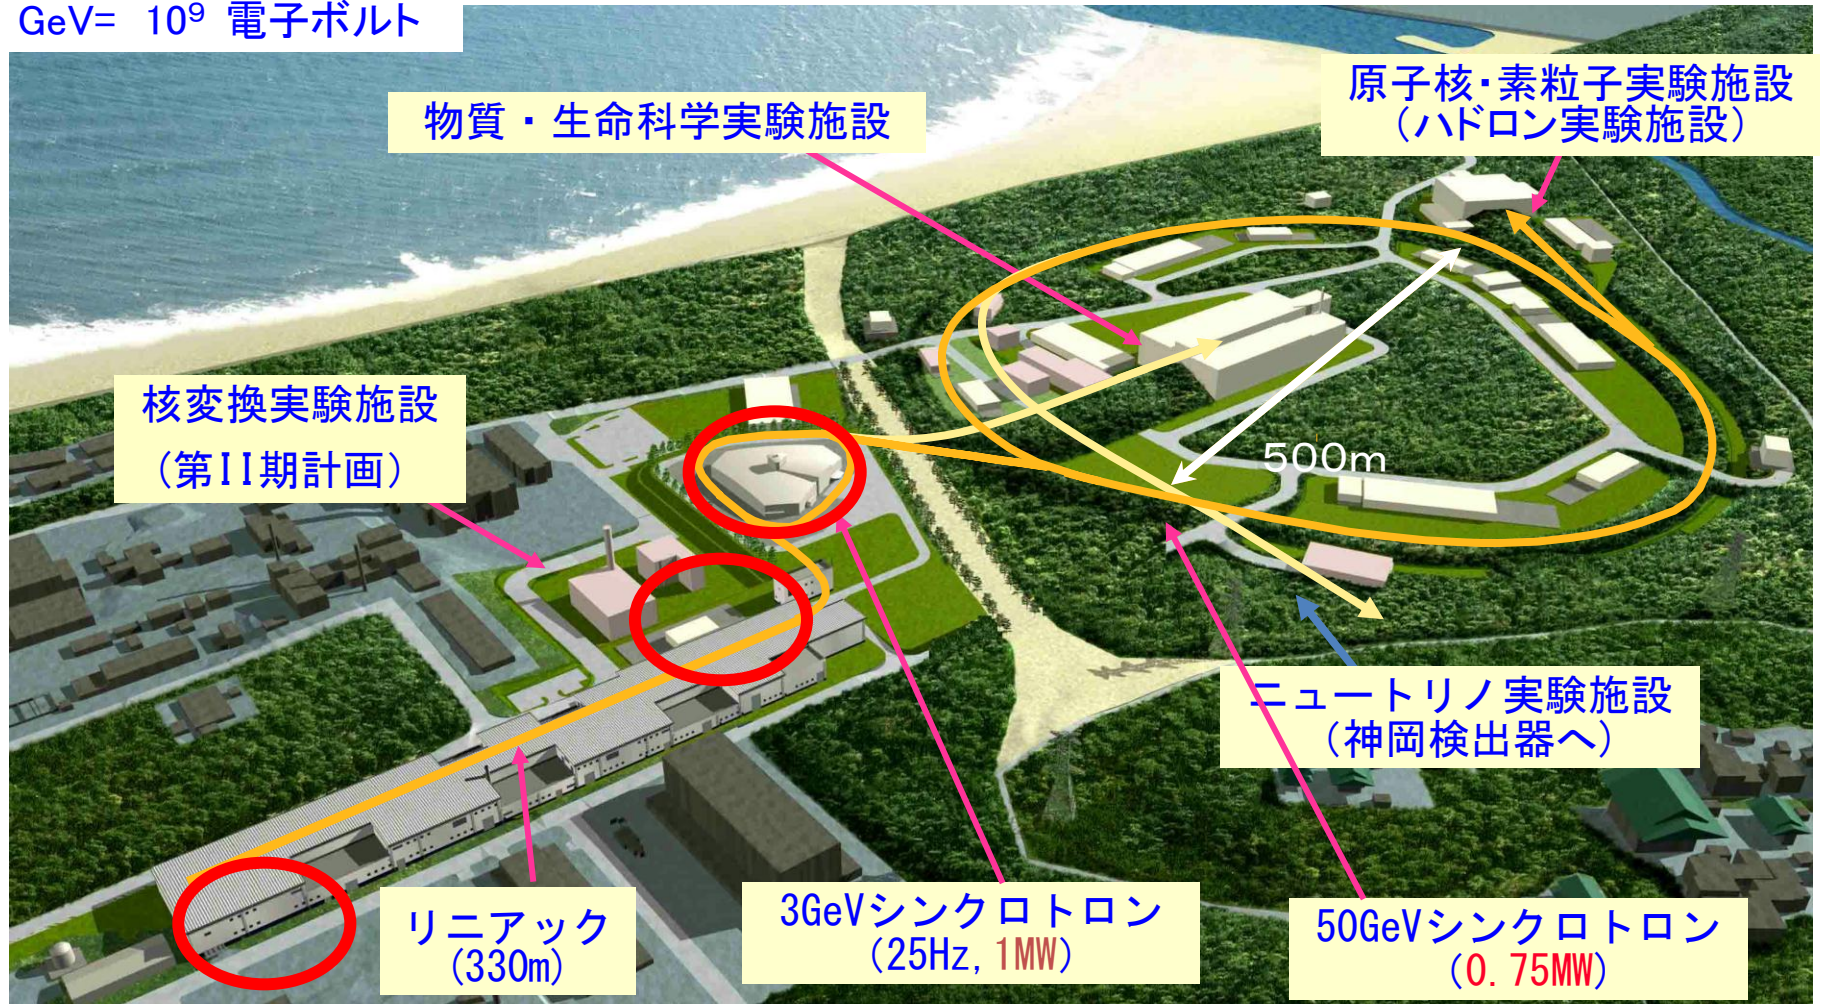 GeV= 10⁹ 電子ボルト
物質・生命科学実験施設
原子核・素粒子実験施設
(ハドロン実験施設)
核変換実験施設
(第II期計画)
500m
ニュートリノ実験施設
(神岡検出器へ)
リニアック
(330m)
3GeVシンクロトロン
(25Hz, 1MW)
50GeVシンクロトロン
(0.75MW)